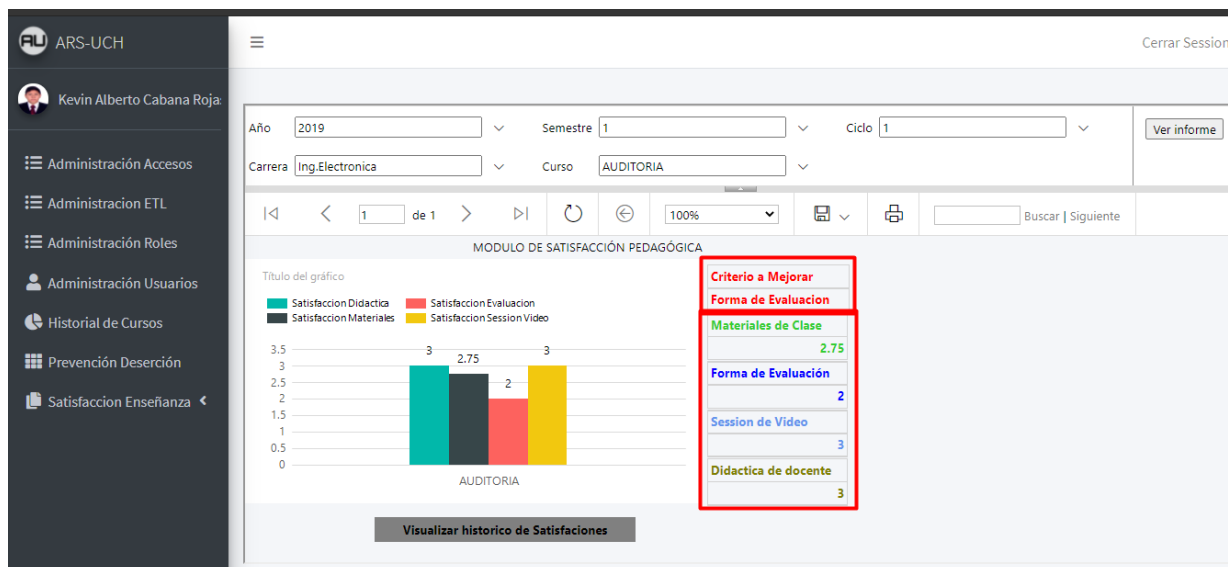 AU ARS-UCH
Cerrar Session
Kevin Alberto Cabana Roja
Administración Accesos
Administracion ETL
Administración Roles
Administración Usuarios
Historial de Cursos
Prevención Deserción
Satisfaccion Enseñanza
Año 2019 Semestre 1 Ciclo 1 Ver informe
Carrera Ing.Electronica Curso AUDITORIA
1 de 1 100% Buscar | Siguiente
MODULO DE SATISFACCIÓN PEDAGÓGICA
Título del gráfico
Satisfaccion Didactica Satisfaccion Evaluacion
Satisfaccion Materiales Satisfaccion Session Video
3.5
3
2.5
2
1.5
1
0.5
0
3 2.75 2 3
AUDITORIA
Criterio a Mejorar
Forma de Evaluacion
Materiales de Clase
2.75
Forma de Evaluación
2
Session de Video
3
Didactica de docente
3
Visualizar historico de Satisfaciones